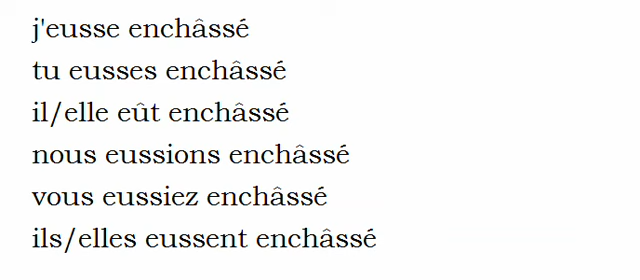 j'eusse enchâssé
tu eusses enchâssé
il/elle eût enchâssé
nous eussions enchâssé
vous eussiez enchâssé
ils/elles eussent enchâssé